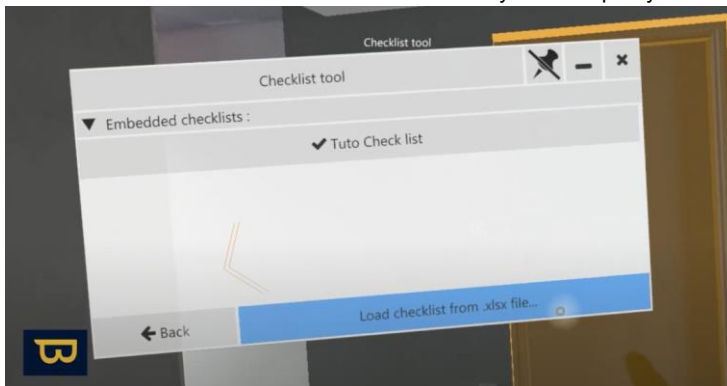 Checklist tool
Checklist tool
Embedded checklists :
Tuto Check list
Load checklist from .xlsx file...
Back